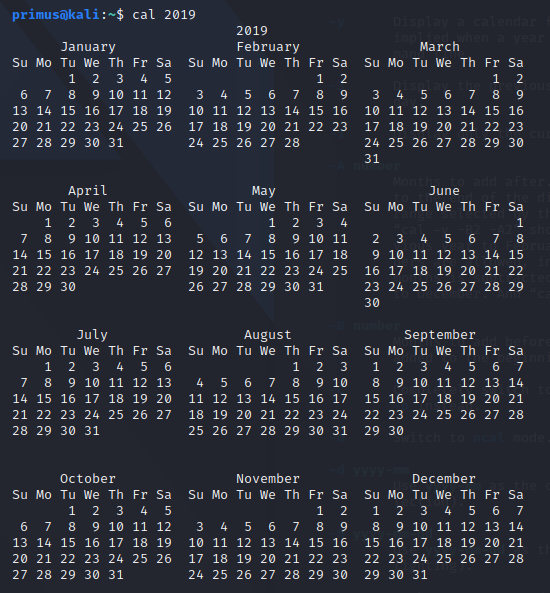 primus@kali:~$ cal 2019
2019
January February March
Su Mo Tu We Th Fr Sa Su Mo Tu We Th Fr Sa Su Mo Tu We Th Fr Sa
1 2 3 4 5 1 2 1 2
6 7 8 9 10 11 12 3 4 5 6 7 8 9 3 4 5 6 7 8 9
13 14 15 16 17 18 19 10 11 12 13 14 15 16 10 11 12 13 14 15 16
20 21 22 23 24 25 26 17 18 19 20 21 22 23 17 18 19 20 21 22 23
27 28 29 30 31 24 25 26 27 28 24 25 26 27 28 29 30
31
April May June
Su Mo Tu We Th Fr Sa Su Mo Tu We Th Fr Sa Su Mo Tu We Th Fr Sa
1 2 3 4 5 6 1 2 3 4 1
7 8 9 10 11 12 13 5 6 7 8 9 10 11 2 3 4 5 6 7 8
14 15 16 17 18 19 20 12 13 14 15 16 17 18 9 10 11 12 13 14 15
21 22 23 24 25 26 27 19 20 21 22 23 24 25 16 17 18 19 20 21 22
28 29 30 26 27 28 29 30 31 23 24 25 26 27 28 29
30
July August September
Su Mo Tu We Th Fr Sa Su Mo Tu We Th Fr Sa Su Mo Tu We Th Fr Sa
1 2 3 4 5 6 1 2 3 1 2 3 4 5 6 7
7 8 9 10 11 12 13 4 5 6 7 8 9 10 8 9 10 11 12 13 14
14 15 16 17 18 19 20 11 12 13 14 15 16 17 15 16 17 18 19 20 21
21 22 23 24 25 26 27 18 19 20 21 22 23 24 22 23 24 25 26 27 28
28 29 30 31 25 26 27 28 29 30 31 29 30
October November December
Su Mo Tu We Th Fr Sa Su Mo Tu We Th Fr Sa Su Mo Tu We Th Fr Sa
1 2 3 4 5 1 2 1 2 3 4 5 6 7
6 7 8 9 10 11 12 3 4 5 6 7 8 9 8 9 10 11 12 13 14
13 14 15 16 17 18 19 10 11 12 13 14 15 16 15 16 17 18 19 20 21
20 21 22 23 24 25 26 17 18 19 20 21 22 23 22 23 24 25 26 27 28
27 28 29 30 31 24 25 26 27 28 29 30 29 30 31